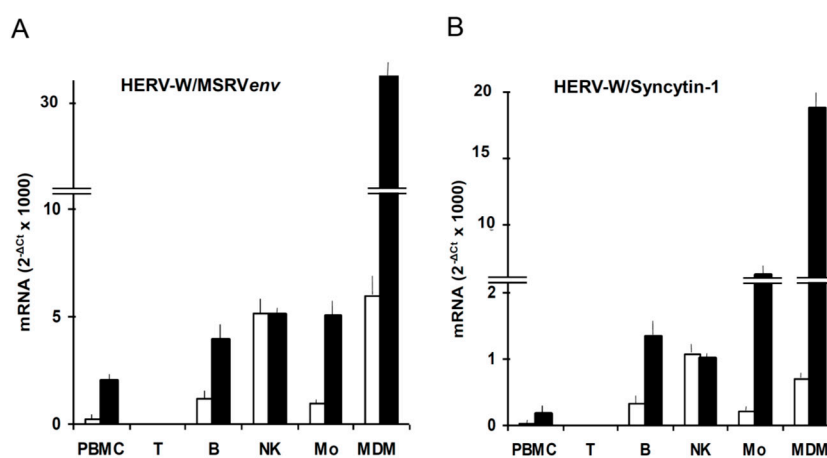 A
HERV-W/MSRVenv
30
10
5
0
mRNA (2-ΔCt x 1000)
PBMC T B NK Mo MDM
B
HERV-W/Syncytin-1
20
15
10
2
1
0
mRNA (2-ΔCt x 1000)
PBMC T B NK Mo MDM